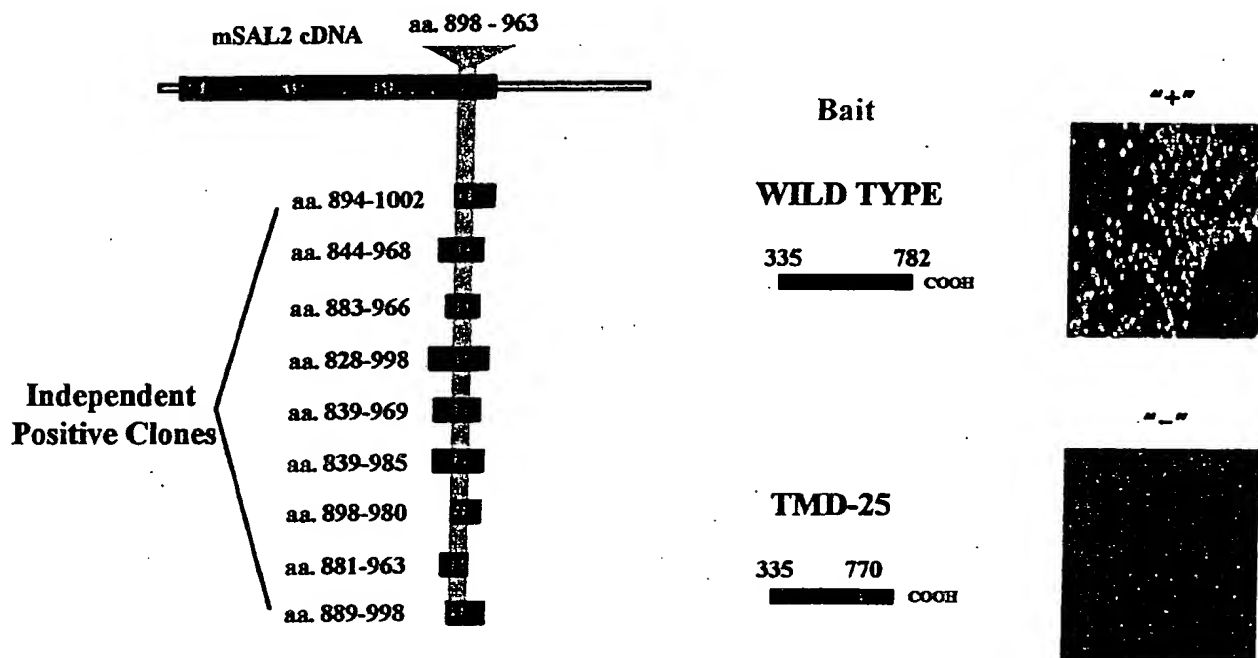 mSAL2 cDNA
aa. 898 - 963
aa. 894-1002
aa. 844-968
aa. 883-966
aa. 828-998
aa. 839-969
aa. 839-985
aa. 898-980
aa. 881-963
aa. 889-998
Independent
Positive Clones
Bait
"+"
WILD TYPE
335 782
COOH
"-"
TMD-25
335 770
COOH